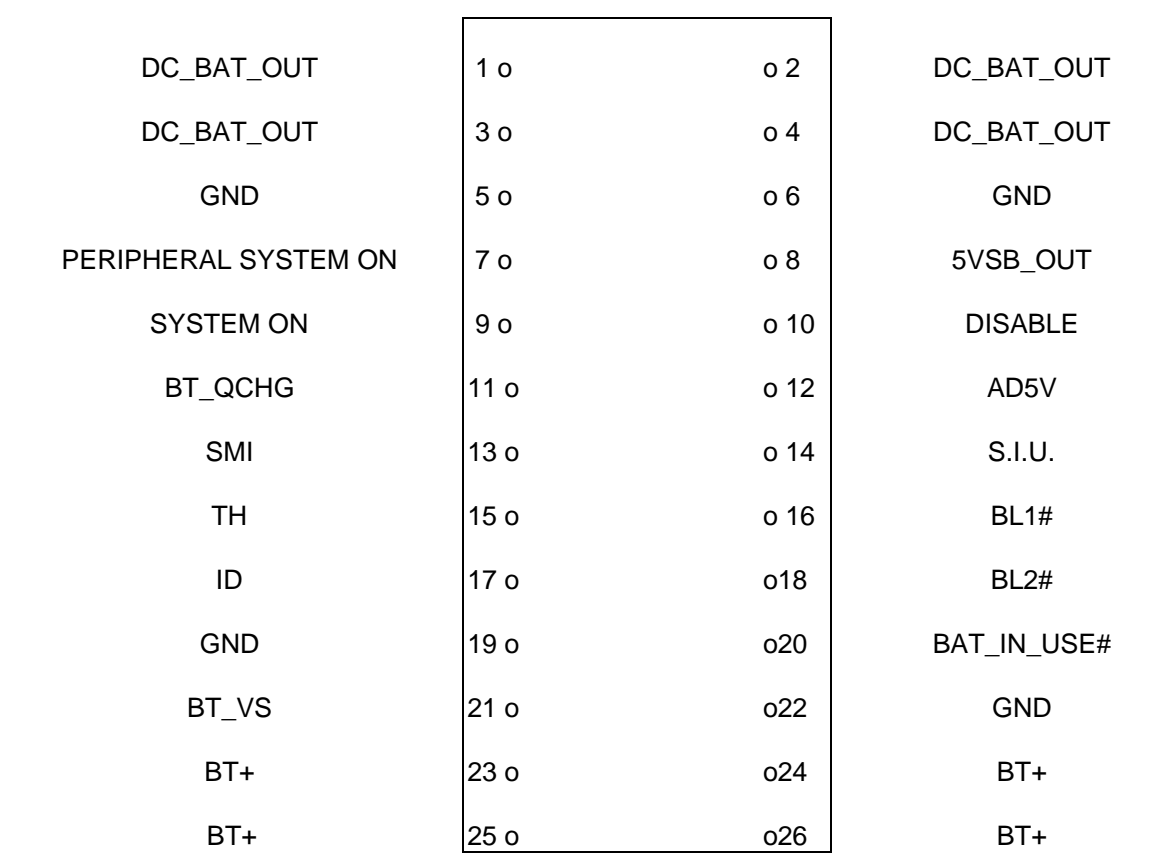 DC_BAT_OUT 1 o o 2 DC_BAT_OUT
DC_BAT_OUT 3 o o 4 DC_BAT_OUT
GND 5 o o 6 GND
PERIPHERAL SYSTEM ON 7 o o 8 5VSB_OUT
SYSTEM ON 9 o o 10 DISABLE
BT_QCHG 11 o o 12 AD5V
SMI 13 o o 14 S.I.U.
TH 15 o o 16 BL1#
ID 17 o o18 BL2#
GND 19 o o20 BAT_IN_USE#
BT_VS 21 o o22 GND
BT+ 23 o o24 BT+
BT+ 25 o o26 BT+